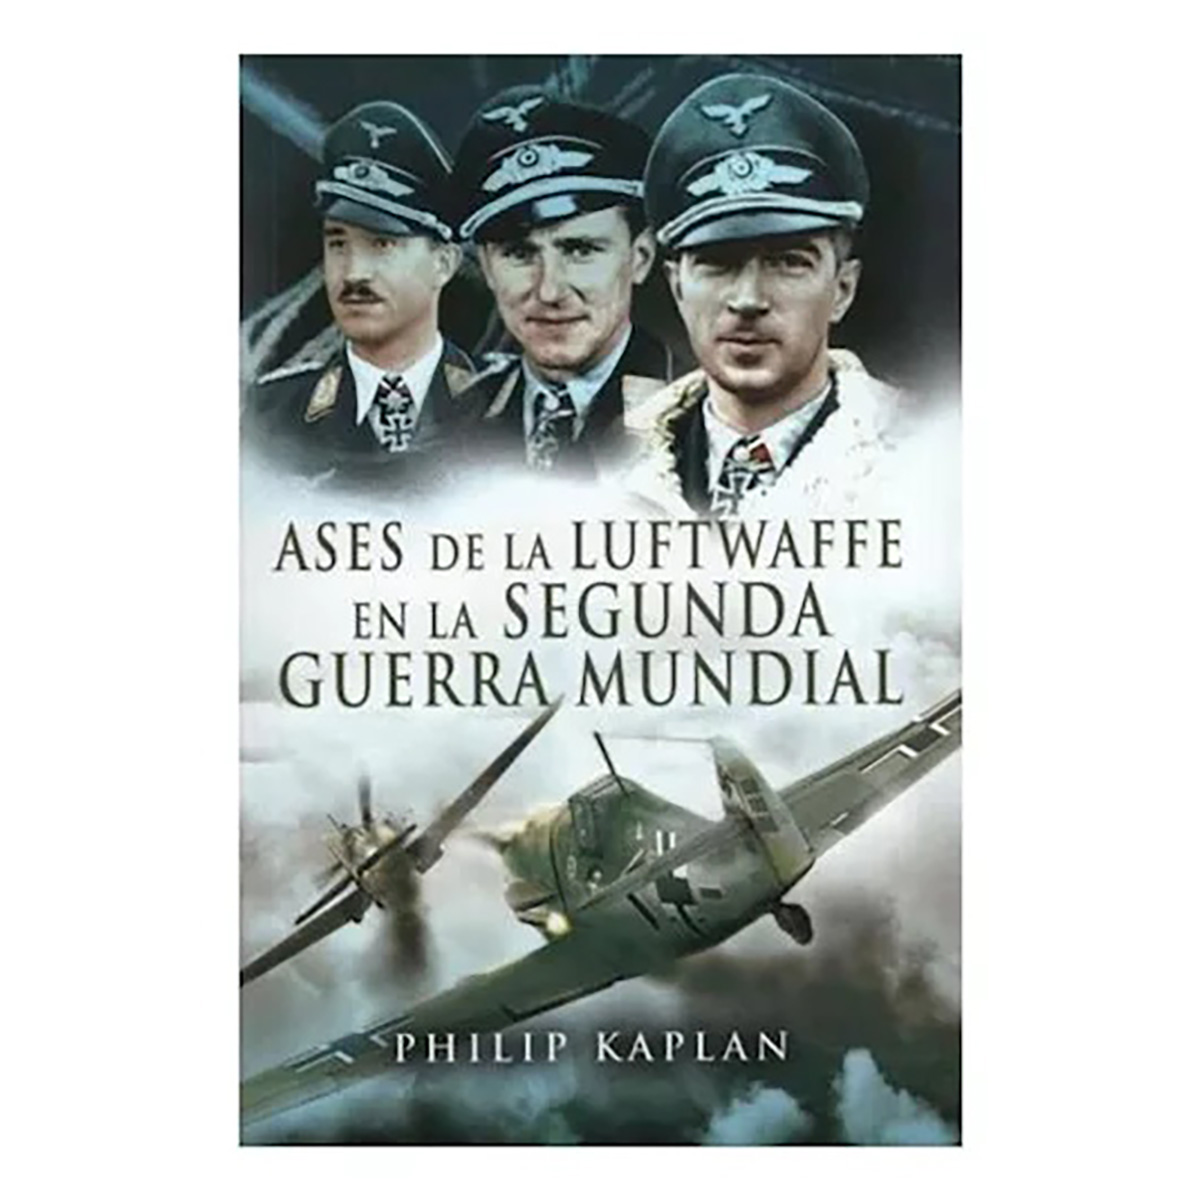 ASES DE LA LUFTWAFFE
EN LA SEGUNDA
GUERRA MUNDIAL
PHILIP KAPLAN